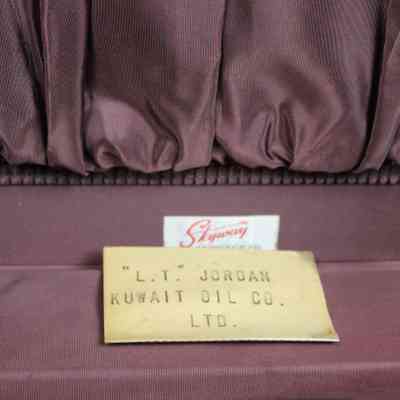 Skyway
"L.T." JORDAN
KUWAIT OIL CO.
LTD.